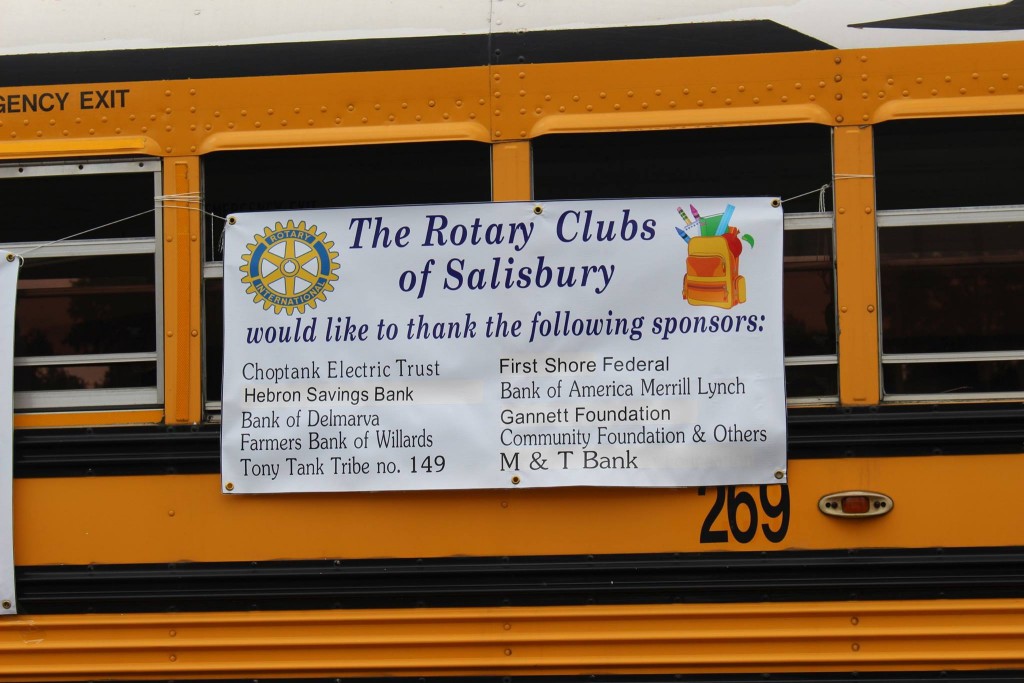 GENCY EXIT
ROTARY
INTERNATIONAL
The Rotary Clubs
of Salisbury
would like to thank the following sponsors:
Choptank Electric Trust
Hebron Savings Bank
Bank of Delmarva
Farmers Bank of Willards
Tony Tank Tribe no. 149
First Shore Federal
Bank of America Merrill Lynch
Gannett Foundation
Community Foundation & Others
M & T Bank
269